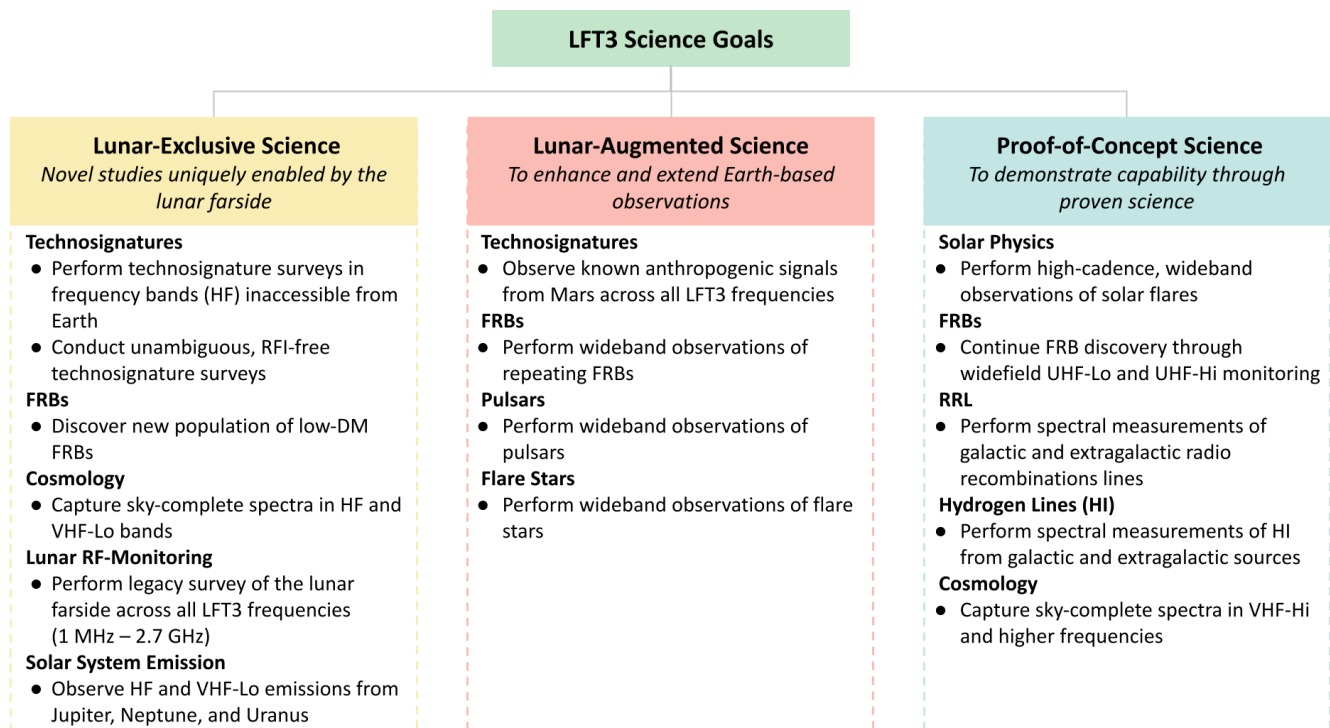 LFT3 Science Goals
Lunar-Exclusive Science
Novel studies uniquely enabled by the
lunar farside
Technosignatures
● Perform technosignature surveys in
frequency bands (HF) inaccessible from
Earth
● Conduct unambiguous, RFI-free
technosignature surveys
FRBs
● Discover new population of low-DM
FRBs
Cosmology
● Capture sky-complete spectra in HF and
VHF-Lo bands
Lunar RF-Monitoring
● Perform legacy survey of the lunar
farside across all LFT3 frequencies
(1 MHz – 2.7 GHz)
Solar System Emission
● Observe HF and VHF-Lo emissions from
Jupiter, Neptune, and Uranus
Lunar-Augmented Science
To enhance and extend Earth-based
observations
Technosignatures
● Observe known anthropogenic signals
from Mars across all LFT3 frequencies
FRBs
● Perform wideband observations of
repeating FRBs
Pulsars
● Perform wideband observations of
pulsars
Flare Stars
● Perform wideband observations of flare
stars
Proof-of-Concept Science
To demonstrate capability through
proven science
Solar Physics
● Perform high-cadence, wideband
observations of solar flares
FRBs
● Continue FRB discovery through
widefield UHF-Lo and UHF-Hi monitoring
RRL
● Perform spectral measurements of
galactic and extragalactic radio
recombinations lines
Hydrogen Lines (HI)
● Perform spectral measurements of HI
from galactic and extragalactic sources
Cosmology
● Capture sky-complete spectra in VHF-Hi
and higher frequencies